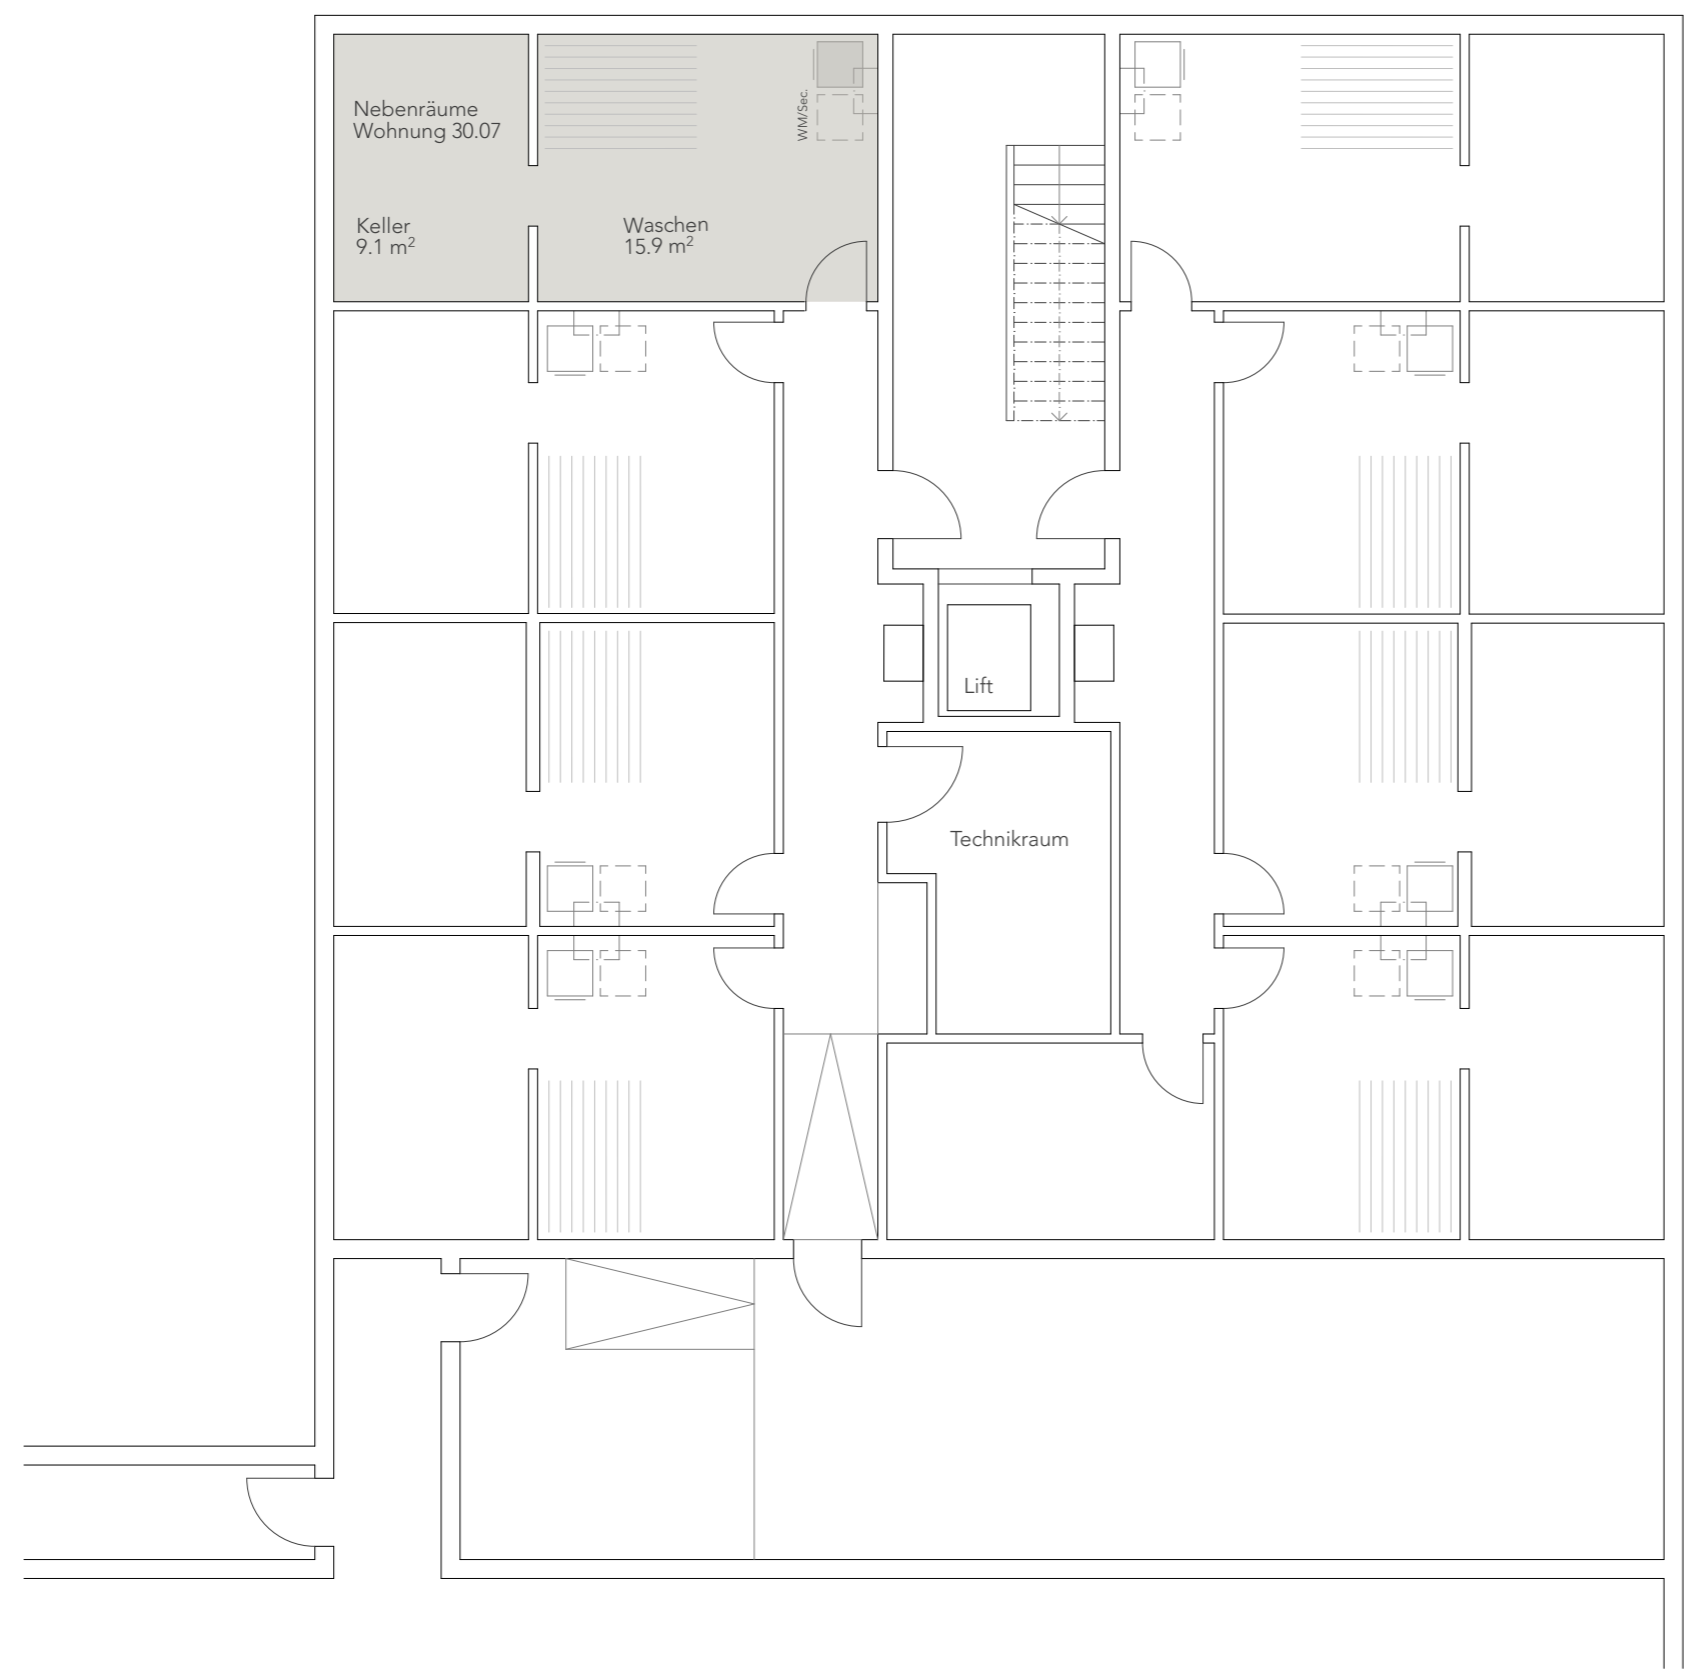 Nebenräume
Wohnung 30.07
WM/Sec.
Keller
9.1 m²
Waschen
15.9 m²
Lift
Technikraum